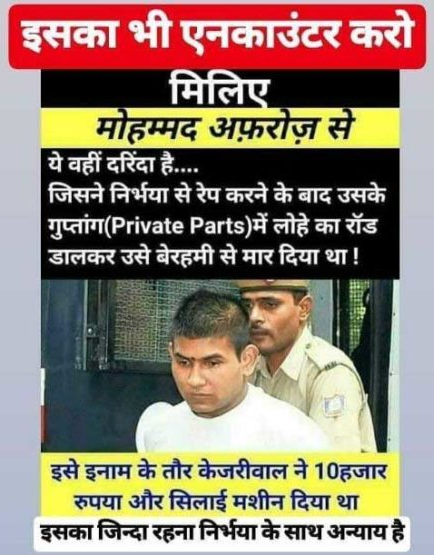 इसका भी एनकाउंटर करो
मिलिए
मोहम्मद अफ़रोज़ से
ये वहीं दरिंदा है....
जिसने निर्भया से रेप करने के बाद उसके
गुप्तांग(Private Parts)में लोहे का रॉड
डालकर उसे बेरहमी से मार दिया था !
इसे इनाम के तौर केजरीवाल ने 10हजार
रुपया और सिलाई मशीन दिया था
इसका जिन्दा रहना निर्भया के साथ अन्याय है